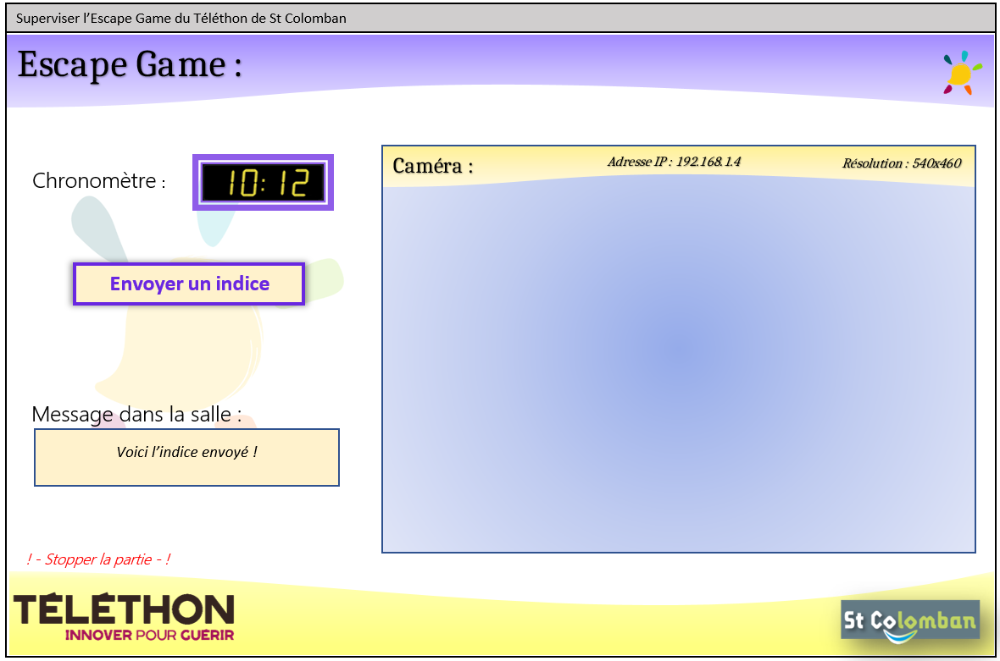 Superviser l'Escape Game du Téléthon de St Colomban
Escape Game :
Chronomètre :
10:12
Caméra :
Adresse IP : 192.168.1.4
Résolution : 540x460
Envoyer un indice
Message dans la salle :
Voici l'indice envoyé !
! - Stopper la partie - !
TÉLÉTHON
INNOVER POUR GUÉRIR
St Colomban